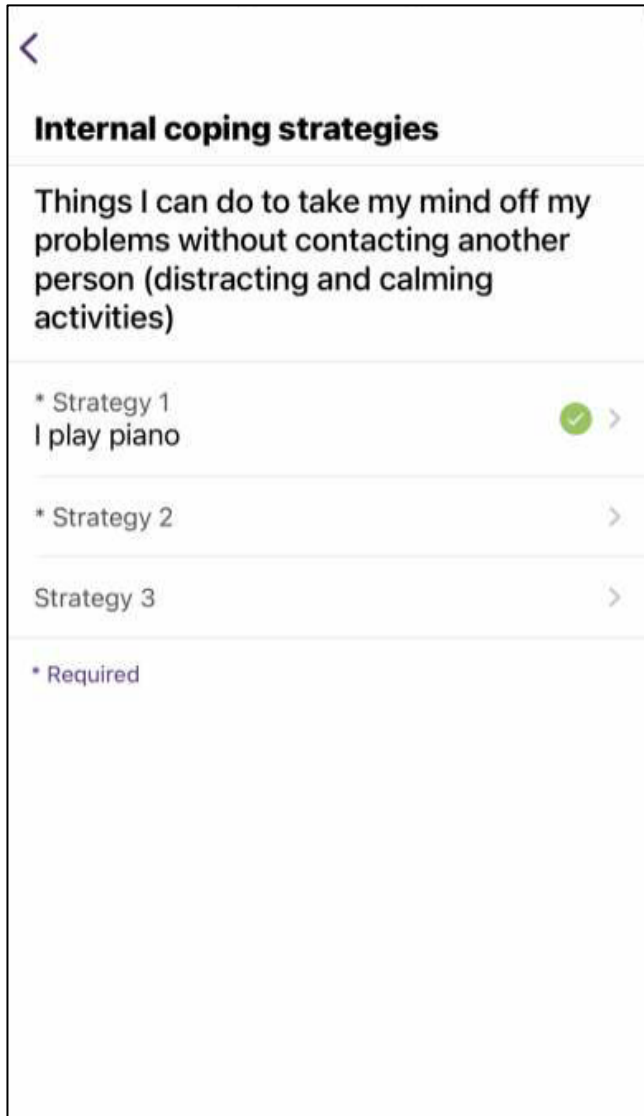 Internal coping strategies
Things I can do to take my mind off my
problems without contacting another
person (distracting and calming
activities)
* Strategy 1
I play piano
* Strategy 2
Strategy 3
* Required